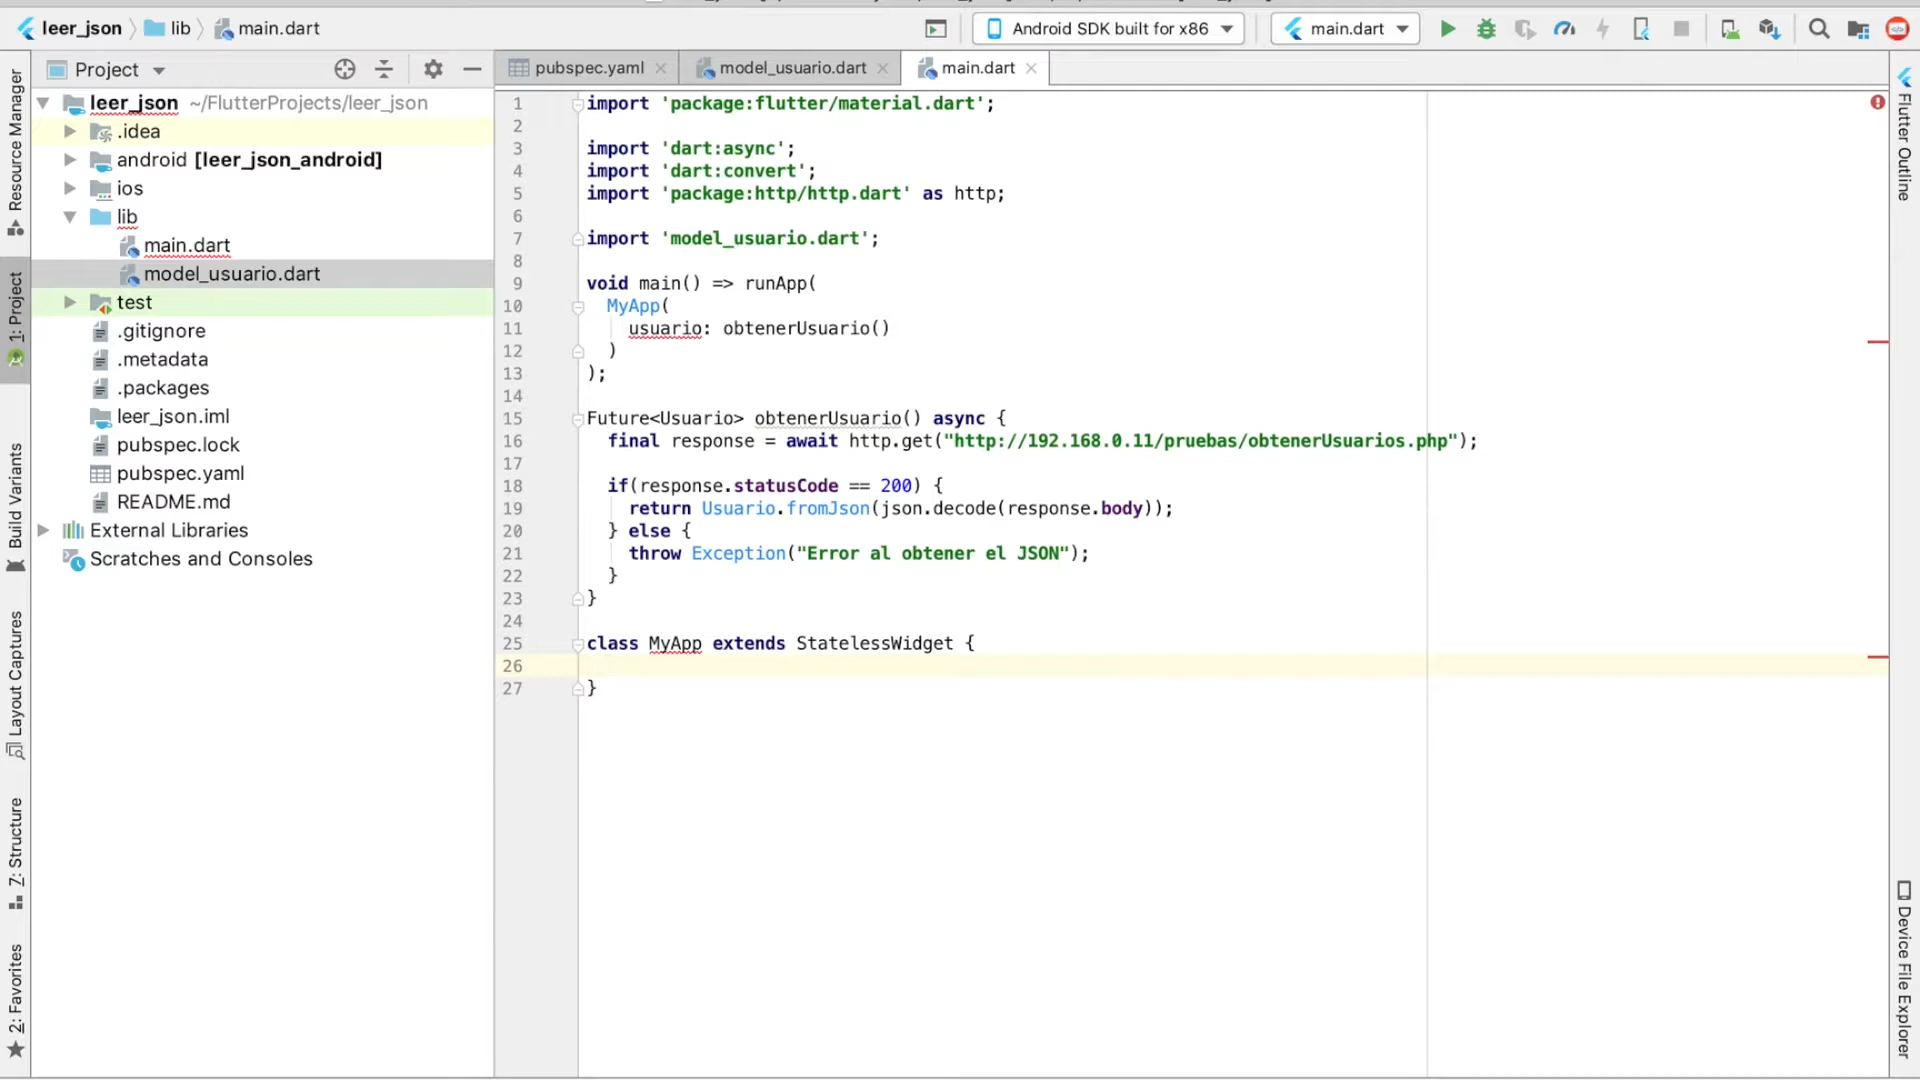 leer_json lib main.dart Android SDK built for x86 main.dart
Project pubspec.yaml model_usuario.dart main.dart
leer_json ~/FlutterProjects/leer_json
.idea
android [leer_json_android]
ios
lib
main.dart
model_usuario.dart
test
.gitignore
.metadata
.packages
leer_json.iml
pubspec.lock
pubspec.yaml
README.md
External Libraries
Scratches and Consoles
1 import 'package:flutter/material.dart';
2
3 import 'dart:async';
4 import 'dart:convert';
5 import 'package:http/http.dart' as http;
6
7 import 'model_usuario.dart';
8
9 void main() => runApp(
10 MyApp(
11 usuario: obtenerUsuario()
12 )
13 );
14
15 Future<Usuario> obtenerUsuario() async {
16 final response = await http.get("http://192.168.0.11/pruebas/obtenerUsuarios.php");
17
18 if(response.statusCode == 200) {
19 return Usuario.fromJson(json.decode(response.body));
20 } else {
21 throw Exception("Error al obtener el JSON");
22 }
23 }
24
25 class MyApp extends StatelessWidget {
26
27 }
Resource Manager
1: Project
Build Variants
Layout Captures
Z: Structure
2: Favorites
Flutter Outline
Device File Explorer